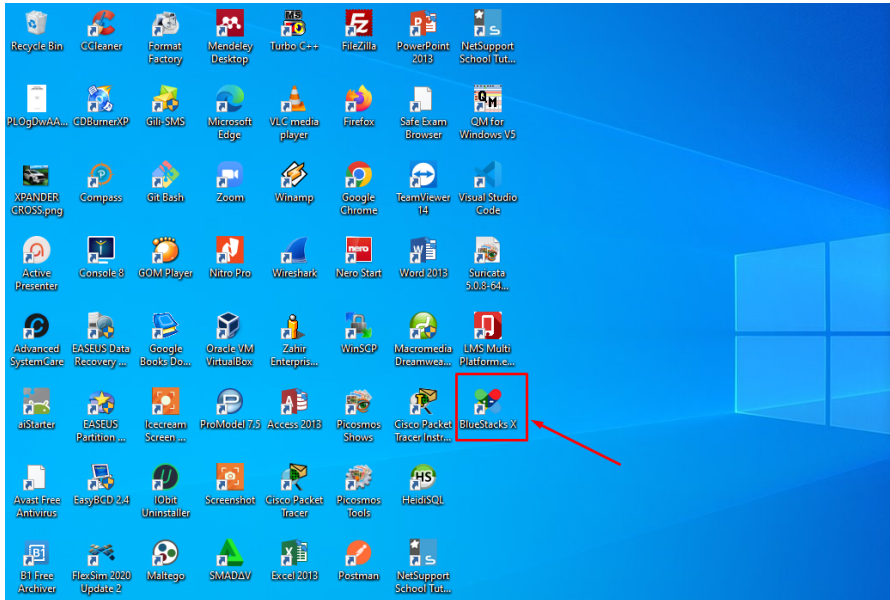 MS
Recycle Bin
CCleaner
Format
Factory
Mendeley
Desktop
Turbo C++
FileZilla
PowerPoint
2013
NetSupport
School Tut...
PLOgDwAA...
CDBurnerXP
Gili-SMS
Microsoft
Edge
VLC media
player
Firefox
Safe Exam
Browser
QM
QM for
Windows V5
XPANDER
CROSS.png
Compass
Git Bash
Zoom
Winamp
Google
Chrome
TeamViewer
14
Visual Studio
Code
Active
Presenter
Console 8
GOM Player
Nitro Pro
Wireshark
nero
Nero Start
Word 2013
Suricata
5.0.8-64...
Advanced
SystemCare
EASEUS Data
Recovery ...
Google
Books Do...
Oracle VM
VirtualBox
Zahir
Enterpris...
WinSCP
Macromedia
Dreamwea...
LMS Multi
Platform.e...
aiStarter
EASEUS
Partition ...
Icecream
Screen ...
ProModel 7.5
Access 2013
Picosmos
Shows
Cisco Packet
Tracer Instr...
BlueStacks X
Avast Free
Antivirus
EasyBCD 2.4
IObit
Uninstaller
Screenshot
Cisco Packet
Tracer
Picosmos
Tools
HS
HeidiSQL
B1
B1 Free
Archiver
FlexSim 2020
Update 2
Maltego
SMADΔV
Excel 2013
Postman
NetSupport
School Tut...